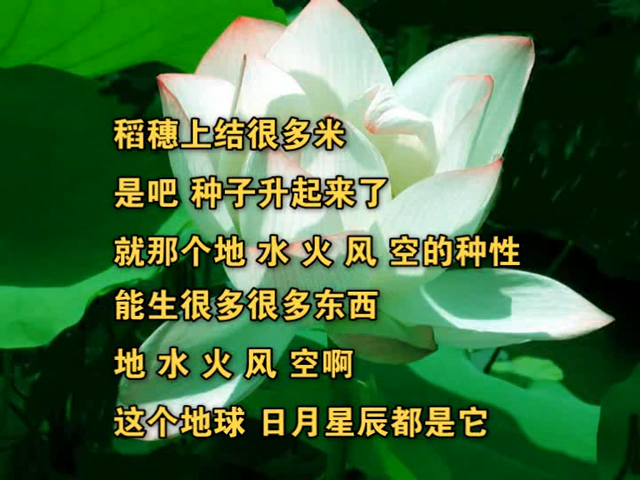 稻穗上结很多米
是吧 种子升起来了
就那个地 水 火 风 空的种性
能生很多很多东西
地 水 火 风 空啊
这个地球 日月星辰都是它